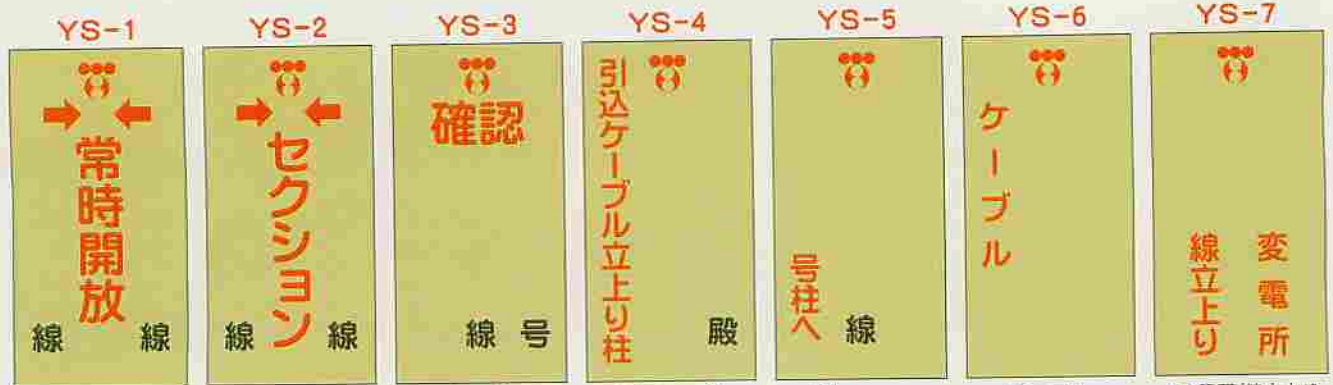 YS-1
常時開放
線 線
YS-2
セクション
線 線
YS-3
確認
線 号
YS-4
引込ケーブル立上り柱
殿
YS-5
号柱へ
線
YS-6
ケーブル
YS-7
変電所
線立上り